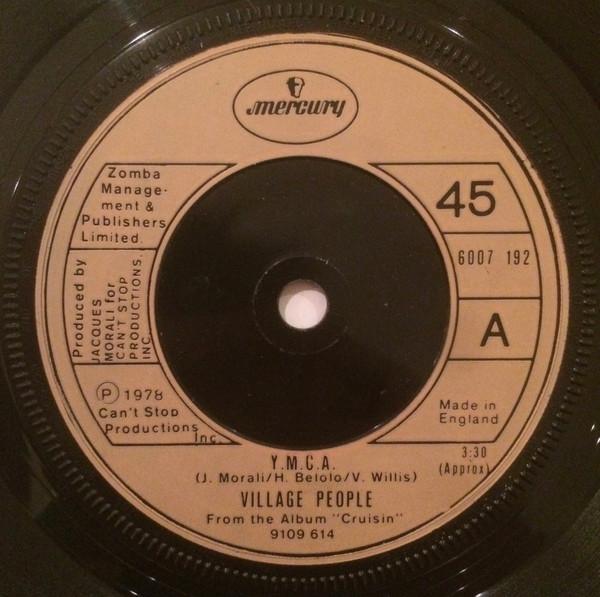 mercury
Zomba
Manage-
ment &
Publishers
Limited.
45
6007 192
Produced by
JACQUES
MORALI for
CAN'T STOP
PRODUCTIONS,
INC.
A
Ⓟ 1978
Can't Stop
Productions
Inc.
Made in
England
3:30
(Approx)
Y.M.C.A.
(J. Morali/H. Belolo/V. Willis)
VILLAGE PEOPLE
From the Album "Cruisin"
9109 614